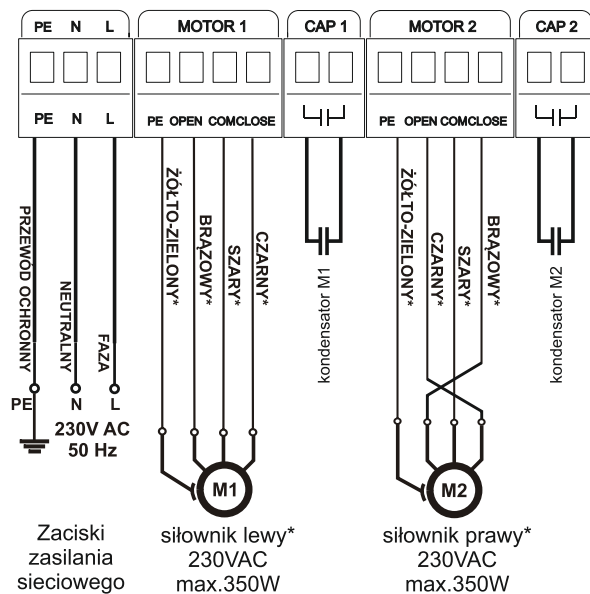 PE N L MOTOR 1 CAP 1 MOTOR 2 CAP 2
PE N L PE OPEN COM CLOSE PE OPEN COM CLOSE
PRZEWÓD OCHRONNY
NEUTRALNY
FAZA
ŻÓŁTO-ZIELONY*
BRĄZOWY*
SZARY*
CZARNY*
kondensator M1
ŻÓŁTO-ZIELONY*
CZARNY*
SZARY*
BRĄZOWY*
kondensator M2
PE N L
230V AC
50 Hz
M1
M2
Zaciski
zasilania
sieciowego
siłownik lewy*
230VAC
max.350W
siłownik prawy*
230VAC
max.350W